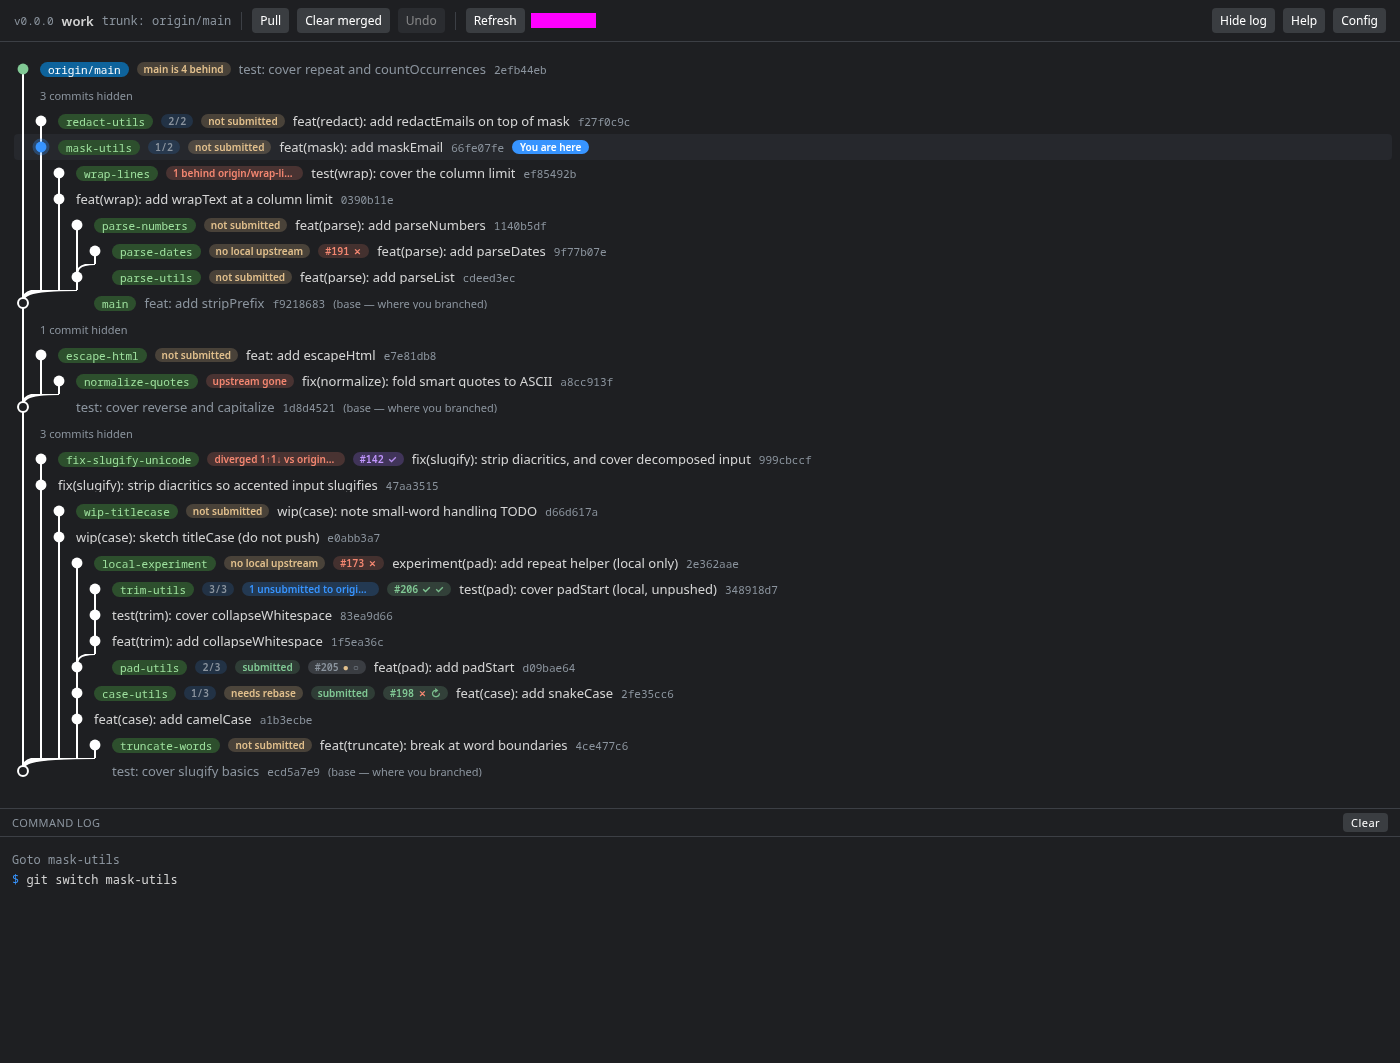 v0.0.0 work trunk: origin/main Pull Clear merged Undo Refresh Hide log Help Config
origin/main main is 4 behind test: cover repeat and countOccurrences 2efb44eb
3 commits hidden
redact-utils 2/2 not submitted feat(redact): add redactEmails on top of mask f27f0c9c
mask-utils 1/2 not submitted feat(mask): add maskEmail 66fe07fe You are here
wrap-lines 1 behind origin/wrap-li... test(wrap): cover the column limit ef85492b
feat(wrap): add wrapText at a column limit 0390b11e
parse-numbers not submitted feat(parse): add parseNumbers 1140b5df
parse-dates no local upstream #191 × feat(parse): add parseDates 9f77b07e
parse-utils not submitted feat(parse): add parseList cdeed3ec
main feat: add stripPrefix f9218683 (base — where you branched)
1 commit hidden
escape-html not submitted feat: add escapeHtml e7e81db8
normalize-quotes upstream gone fix(normalize): fold smart quotes to ASCII a8cc913f
test: cover reverse and capitalize 1d8d4521 (base — where you branched)
3 commits hidden
fix-slugify-unicode diverged 1↑1↓ vs origin... #142 ✓ fix(slugify): strip diacritics, and cover decomposed input 999cbccf
fix(slugify): strip diacritics so accented input slugifies 47aa3515
wip-titlecase not submitted wip(case): note small-word handling TODO d66d617a
wip(case): sketch titleCase (do not push) e0abb3a7
local-experiment no local upstream #173 × experiment(pad): add repeat helper (local only) 2e362aae
trim-utils 3/3 1 unsubmitted to origi... #206 ✓ ✓ test(pad): cover padStart (local, unpushed) 348918d7
test(trim): cover collapseWhitespace 83ea9d66
feat(trim): add collapseWhitespace 1f5ea36c
pad-utils 2/3 submitted #205 ● ○ feat(pad): add padStart d09bae64
case-utils 1/3 needs rebase submitted #198 × ↻ feat(case): add snakeCase 2fe35cc6
feat(case): add camelCase a1b3ecbe
truncate-words not submitted feat(truncate): break at word boundaries 4ce477c6
test: cover slugify basics ecd5a7e9 (base — where you branched)
COMMAND LOG Clear
Goto mask-utils
$ git switch mask-utils